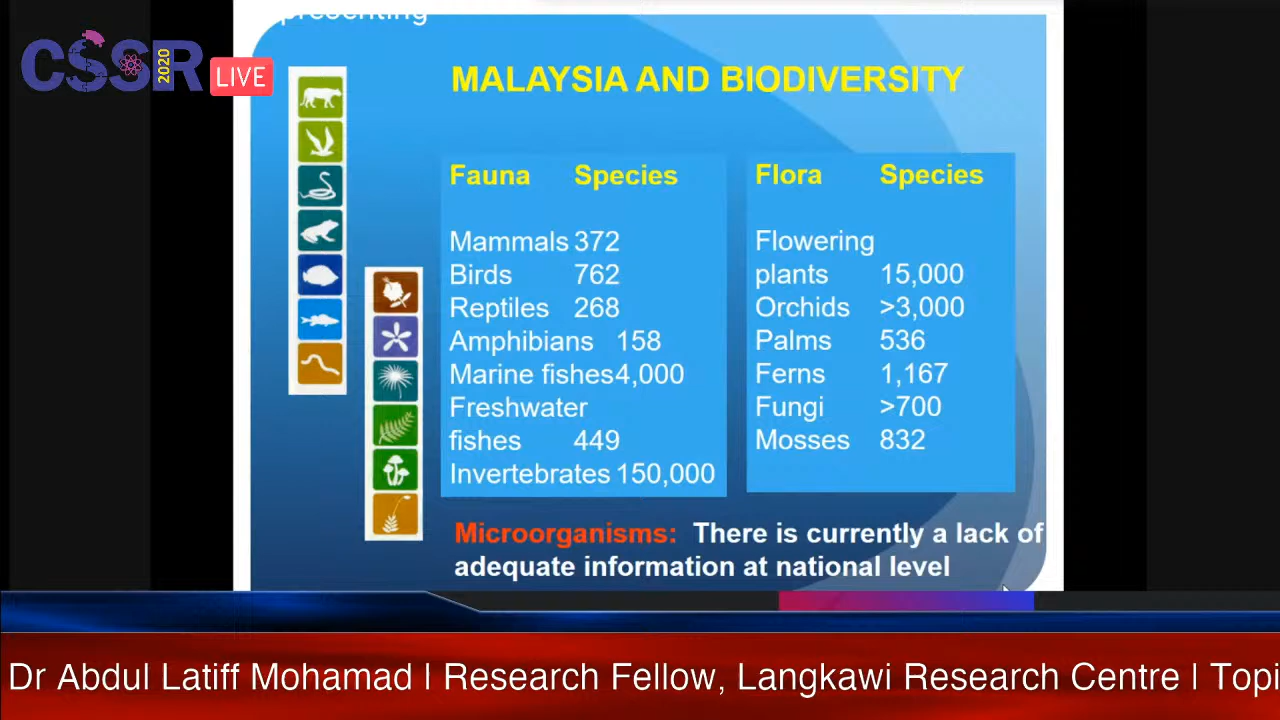 presenting
CSSR 2020
LIVE
MALAYSIA AND BIODIVERSITY
Fauna Species
Mammals 372
Birds 762
Reptiles 268
Amphibians 158
Marine fishes 4,000
Freshwater
fishes 449
Invertebrates 150,000
Flora Species
Flowering
plants 15,000
Orchids >3,000
Palms 536
Ferns 1,167
Fungi >700
Mosses 832
Microorganisms: There is currently a lack of
adequate information at national level
Dr Abdul Latiff Mohamad | Research Fellow, Langkawi Research Centre | Topi